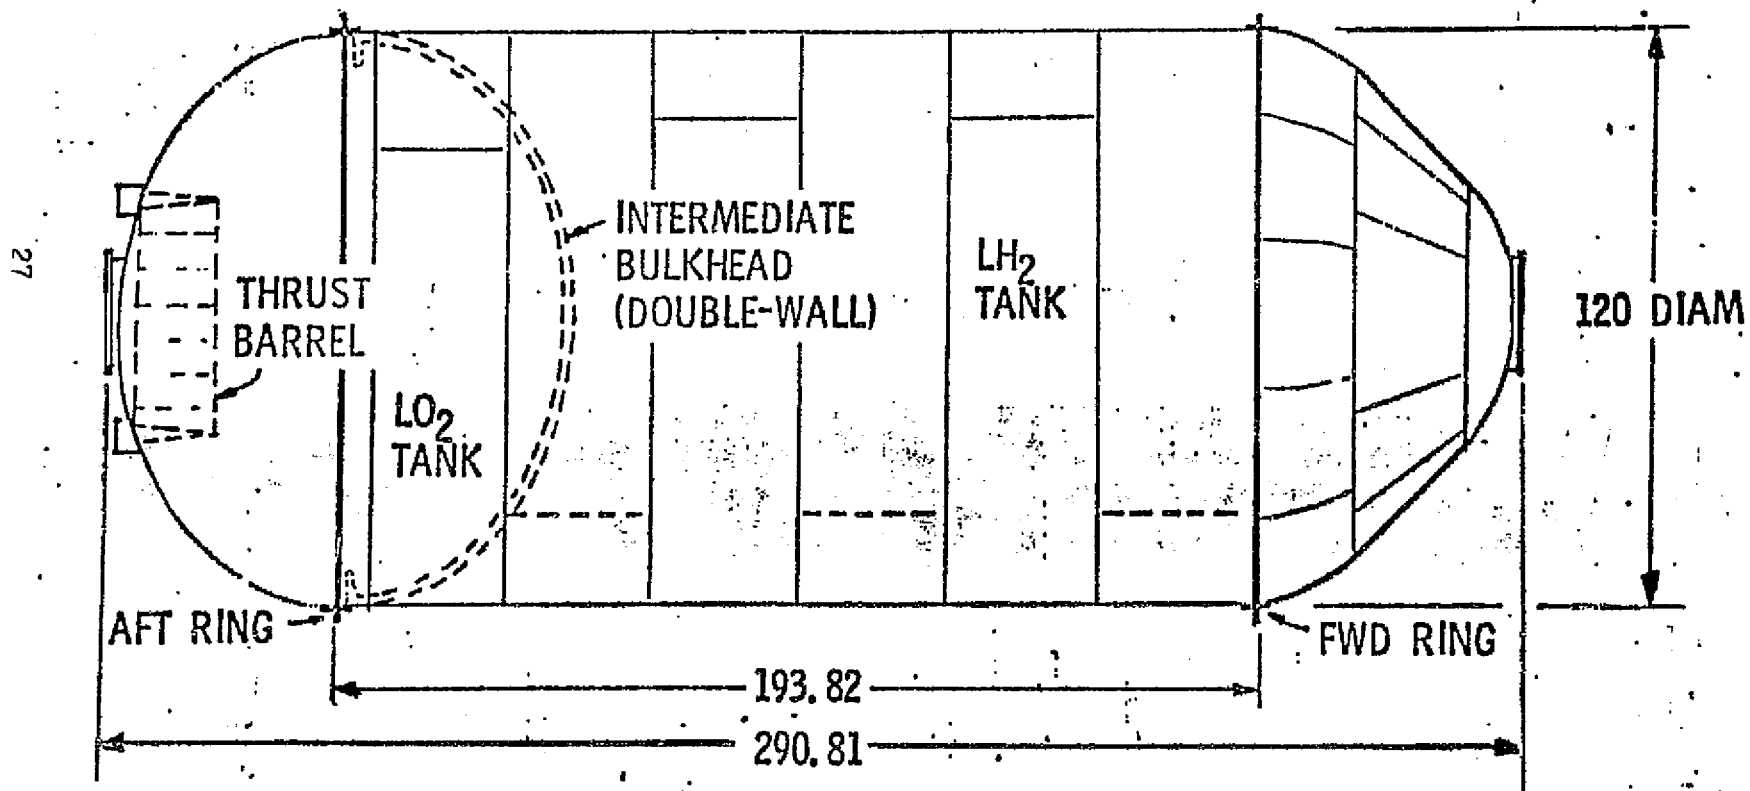 INTERMEDIATE
BULKHEAD
(DOUBLE-WALL)
LH2
TANK
27
THRUST
BARREL
120 DIAM
LO2
TANK
AFT RING
FWD RING
193.82
290.81